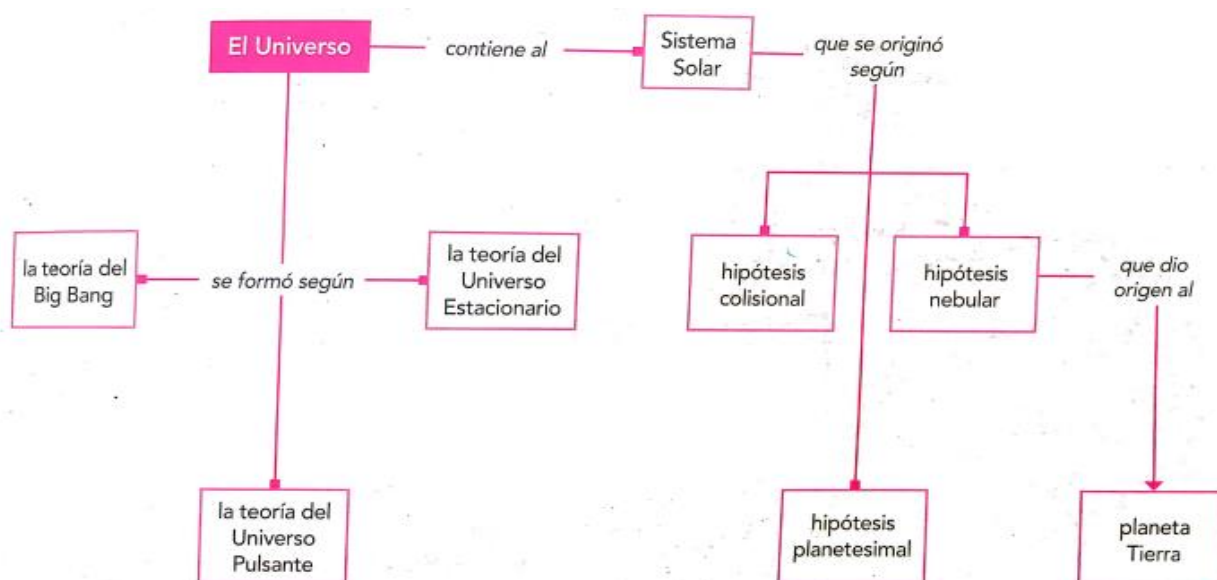 El Universo
contiene al
Sistema
Solar
que se originó
según
la teoría del
Big Bang
se formó según
la teoría del
Universo
Estacionario
hipótesis
colisional
hipótesis
nebular
que dio
origen al
la teoría del
Universo
Pulsante
hipótesis
planetesimal
planeta
Tierra